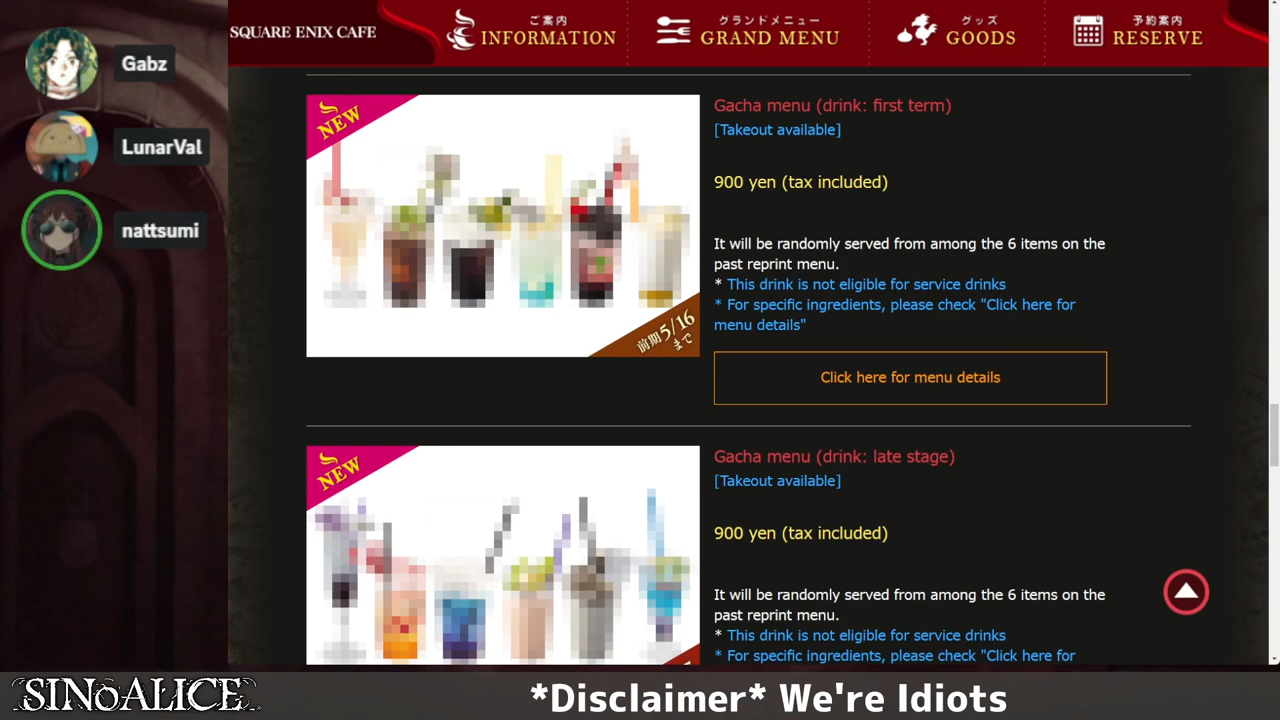 Gabz
LunarVal
nattsumi
SQUARE ENIX CAFE
ご案内
INFORMATION
グランドメニュー
GRAND MENU
グッズ
GOODS
予約案内
RESERVE
NEW
前期5/16
まで
Gacha menu (drink: first term)
[Takeout available]
900 yen (tax included)
It will be randomly served from among the 6 items on the
past reprint menu.
* This drink is not eligible for service drinks
* For specific ingredients, please check "Click here for
menu details"
Click here for menu details
NEW
Gacha menu (drink: late stage)
[Takeout available]
900 yen (tax included)
It will be randomly served from among the 6 items on the
past reprint menu.
* This drink is not eligible for service drinks
* For specific ingredients, please check "Click here for
SINoALICE
*Disclaimer* We're Idiots